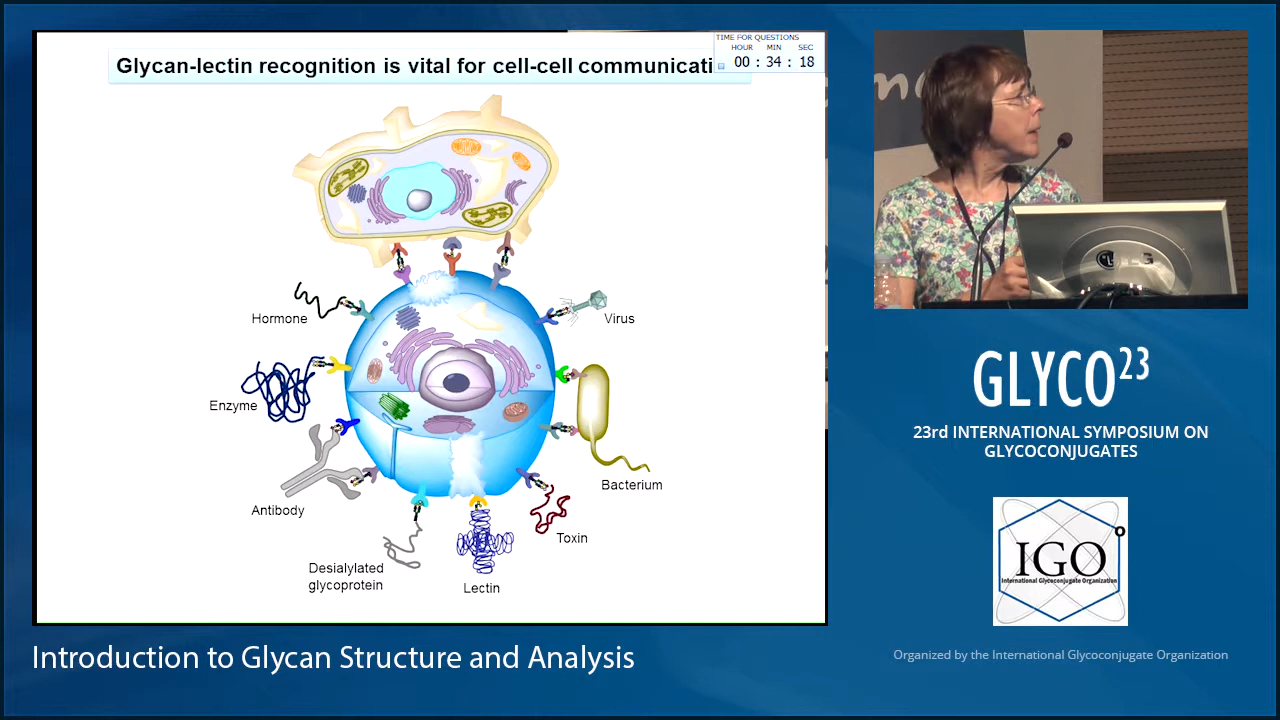 Glycan-lectin recognition is vital for cell-cell communicati
TIME FOR QUESTIONS
HOUR MIN SEC
00 : 34 : 18
Hormone
Virus
Enzyme
Bacterium
Antibody
Toxin
Desialylated
glycoprotein
Lectin
LG
GLYCO23
23rd INTERNATIONAL SYMPOSIUM ON
GLYCOCONJUGATES
IGO
International Glycoconjugate Organization
Introduction to Glycan Structure and Analysis
Organized by the International Glycoconjugate Organization